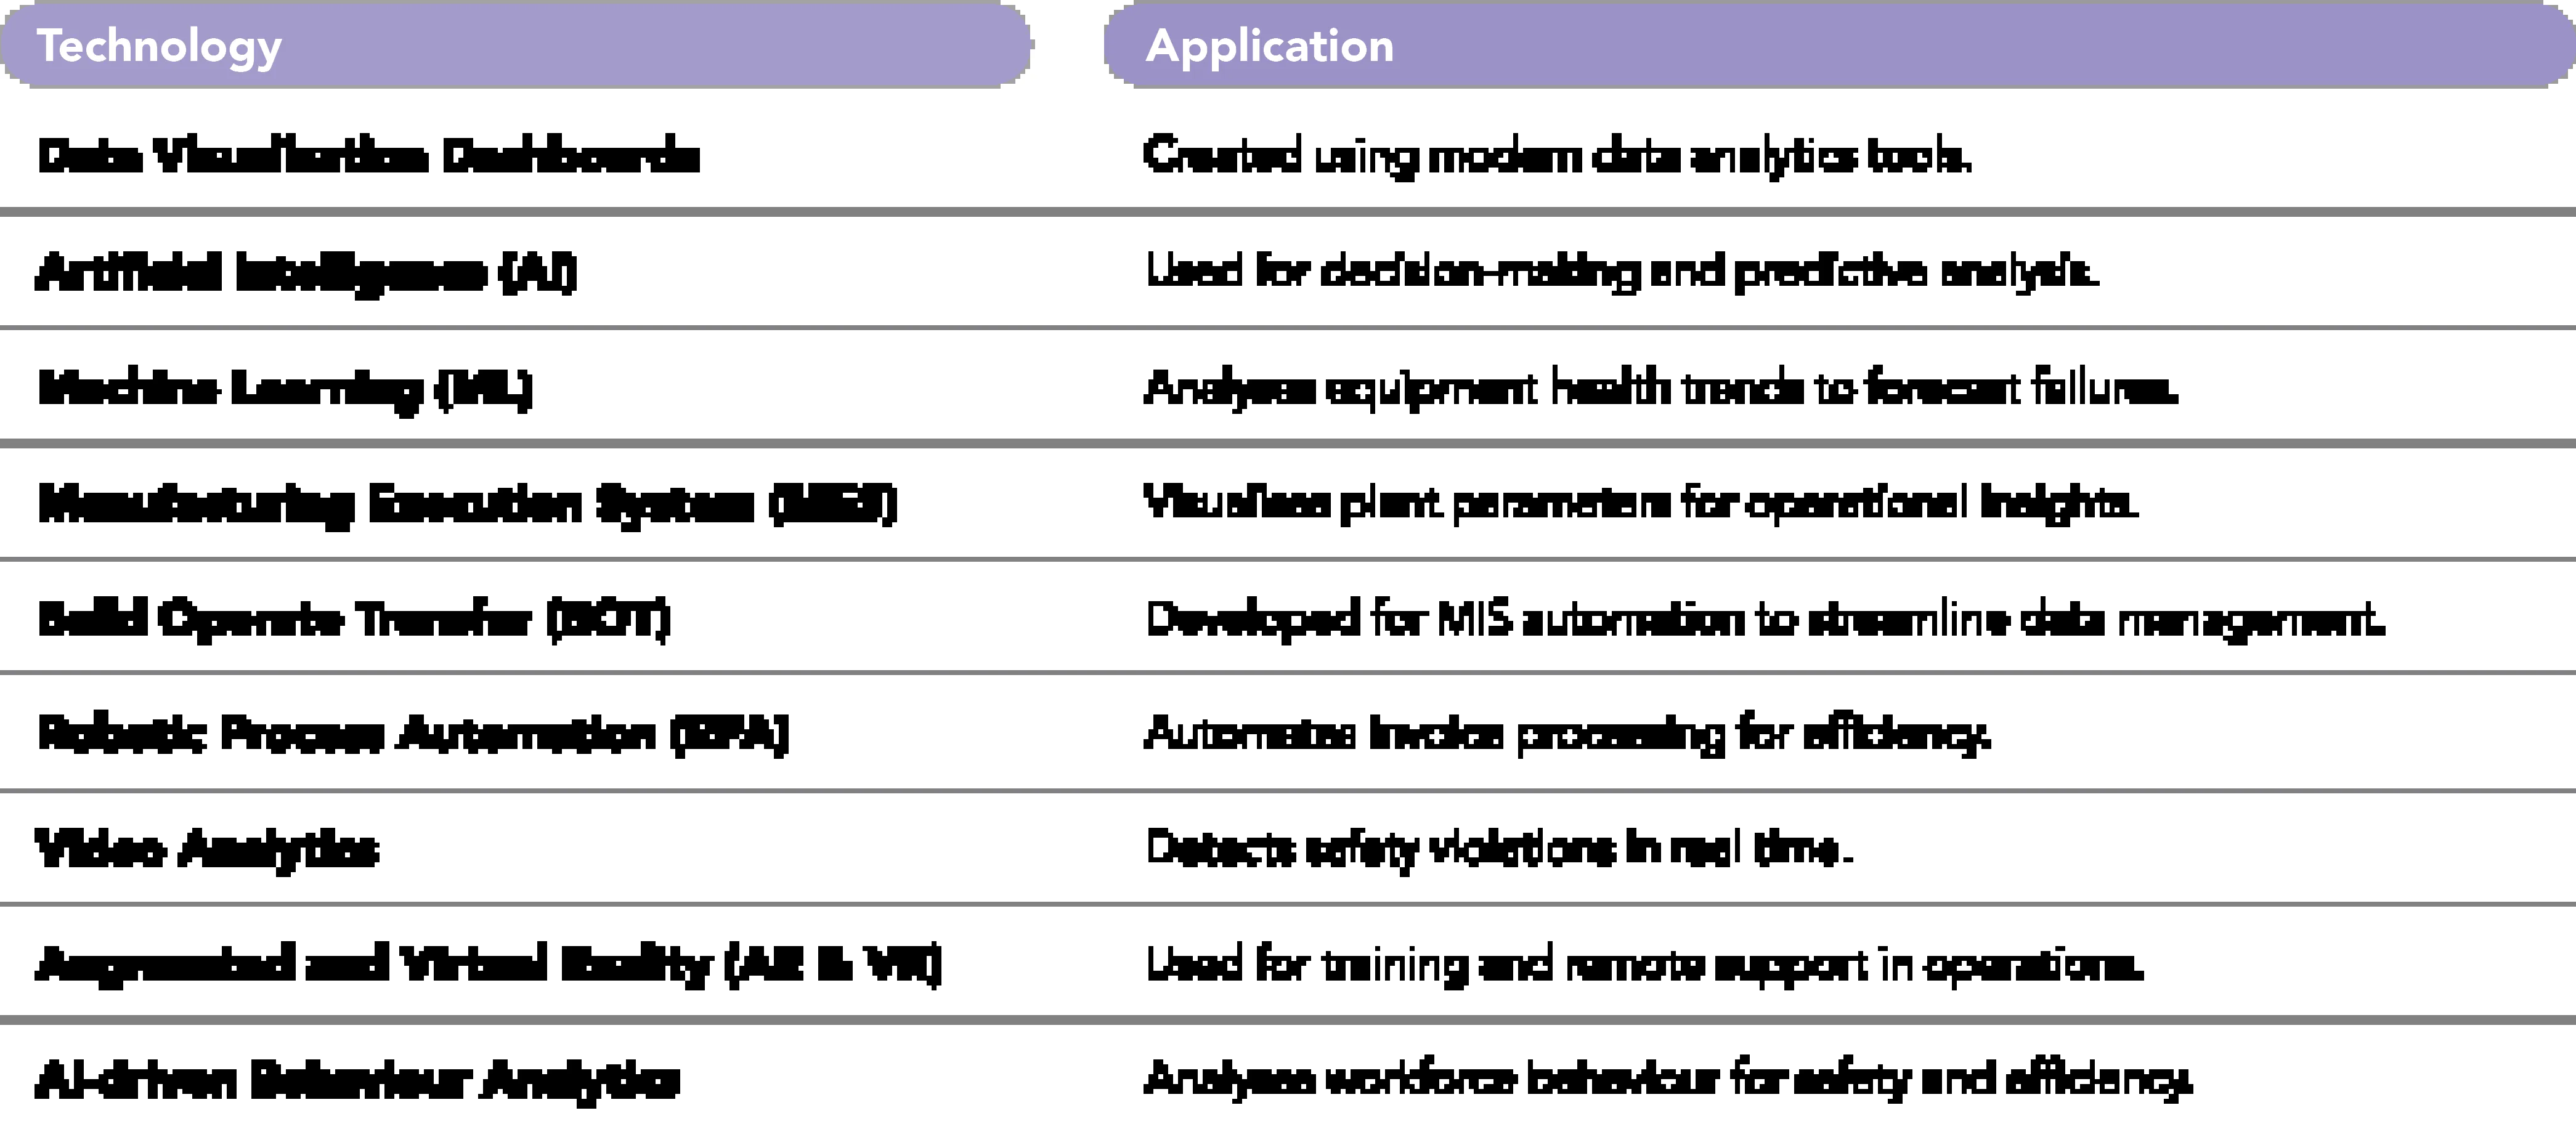 Technology Application
Data Visualisation Dashboards Created using modern data analytics tools.
Artificial Intelligence (AI) Used for decision-making and predictive analysis.
Machine Learning (ML) Analyses equipment health trends to forecast failures.
Manufacturing Execution System (MES) Visualises plant parameters for operational insights.
Build Operate Transfer (BOT) Developed for MIS automation to streamline data management.
Robotic Process Automation (RPA) Automates invoice processing for efficiency.
Video Analytics Detects safety violations in real time.
Augmented and Virtual Reality (AR & VR) Used for training and remote support in operations.
AI-driven Behaviour Analytics Analyses workforce behaviour for safety and efficiency.